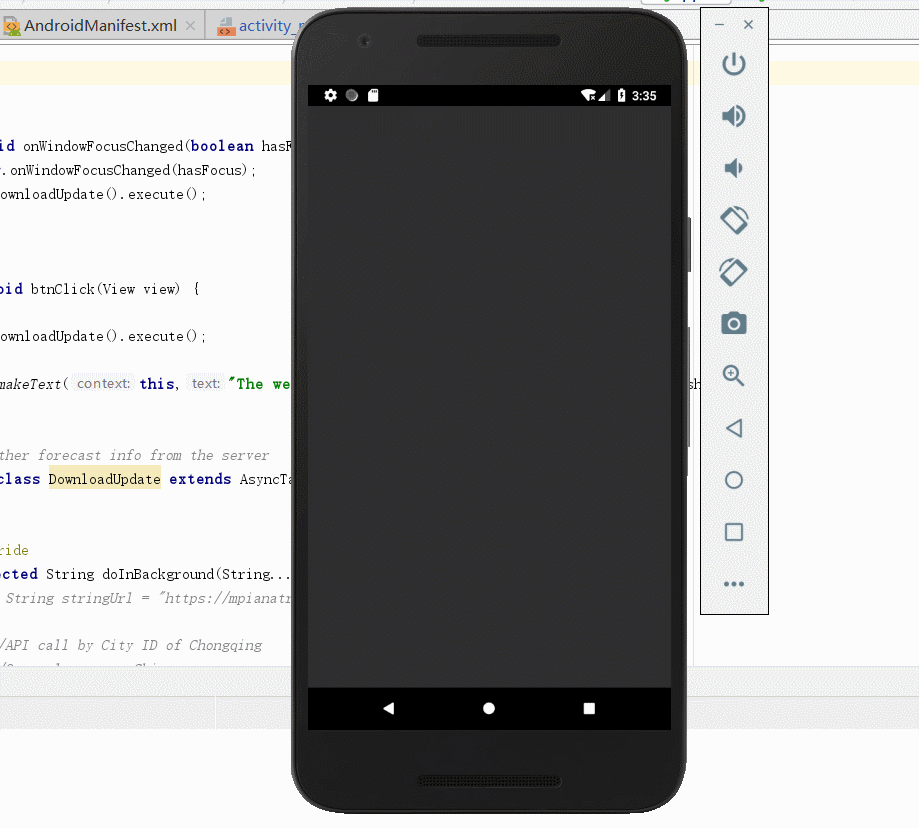 AndroidManifest.xml
activity_
3:35
id onWindowFocusChanged(boolean hasF
.onWindowFocusChanged(hasFocus);
ownloadUpdate().execute();
oid btnClick(View view) {
ownloadUpdate().execute();
makeText( context: this, text: "The we
sh
ther forecast info from the server
class DownloadUpdate extends AsyncTa
ride
cted String doInBackground(String...
String stringUrl = "https://mpianatr
/API call by City ID of Chongqing